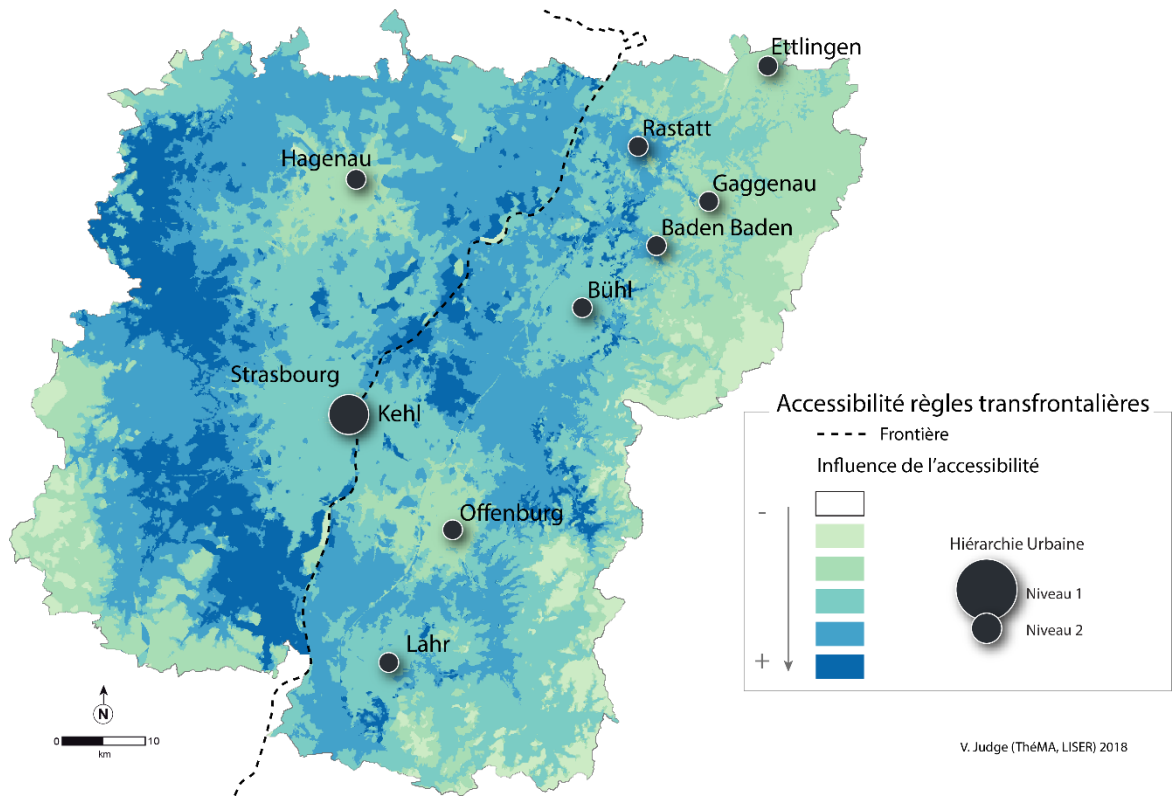 Ettlingen
Rastatt
Hagenau
Gaggenau
Baden Baden
Bühl
Strasbourg
Kehl
Offenburg
Lahr
Accessibilité règles transfrontalières
Frontière
Influence de l'accessibilité
-
+
Hiérarchie Urbaine
Niveau 1
Niveau 2
N
0 10
km
V. Judge (ThéMA, LISER) 2018